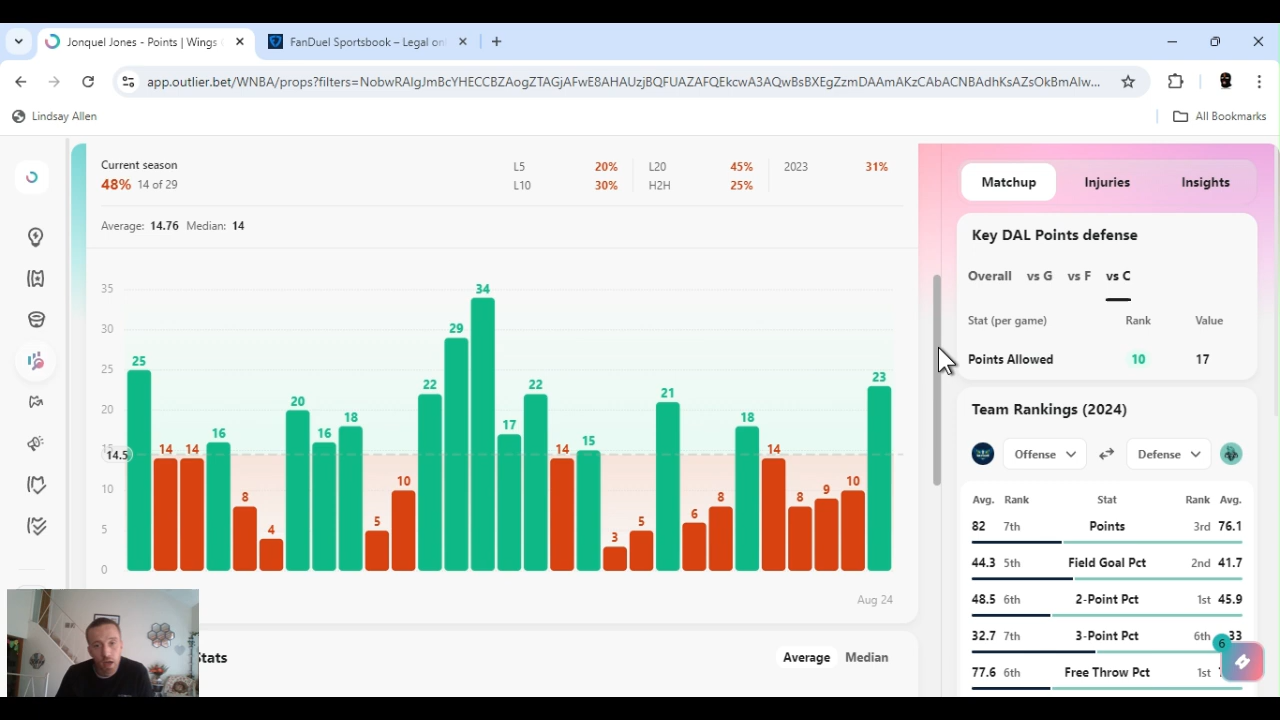 Jonquel Jones - Points | Wings
FanDuel Sportsbook – Legal onl
app.outlier.bet/WNBA/props?filters=NobwRAlgJmBcYHECCBZAogZTAGjAFwE8AHAUzjBQFUAZAFQEkcwA3AQwBsBXEgZzmDAAmAKzCAbACNBAdhKsAZsOkBmAlw...
Lindsay Allen
All Bookmarks
Current season
48% 14 of 29
L5 20% L20 45% 2023 31%
L10 30% H2H 25%
Average: 14.76 Median: 14
35
30
25
20
15
10
5
0
14.5
25 14 14 16 8 4 20 16 18 5 10 22 29 34 17 22 14 15 3 5 21 6 8 18 14 8 9 10 23
Aug 24
Stats
Average Median
Matchup Injuries Insights
Key DAL Points defense
Overall vs G vs F vs C
Stat (per game) Rank Value
Points Allowed 10 17
Team Rankings (2024)
Offense Defense
Avg. Rank Stat Rank Avg.
82 7th Points 3rd 76.1
44.3 5th Field Goal Pct 2nd 41.7
48.5 6th 2-Point Pct 1st 45.9
32.7 7th 3-Point Pct 6th 33
6
77.6 6th Free Throw Pct 1st